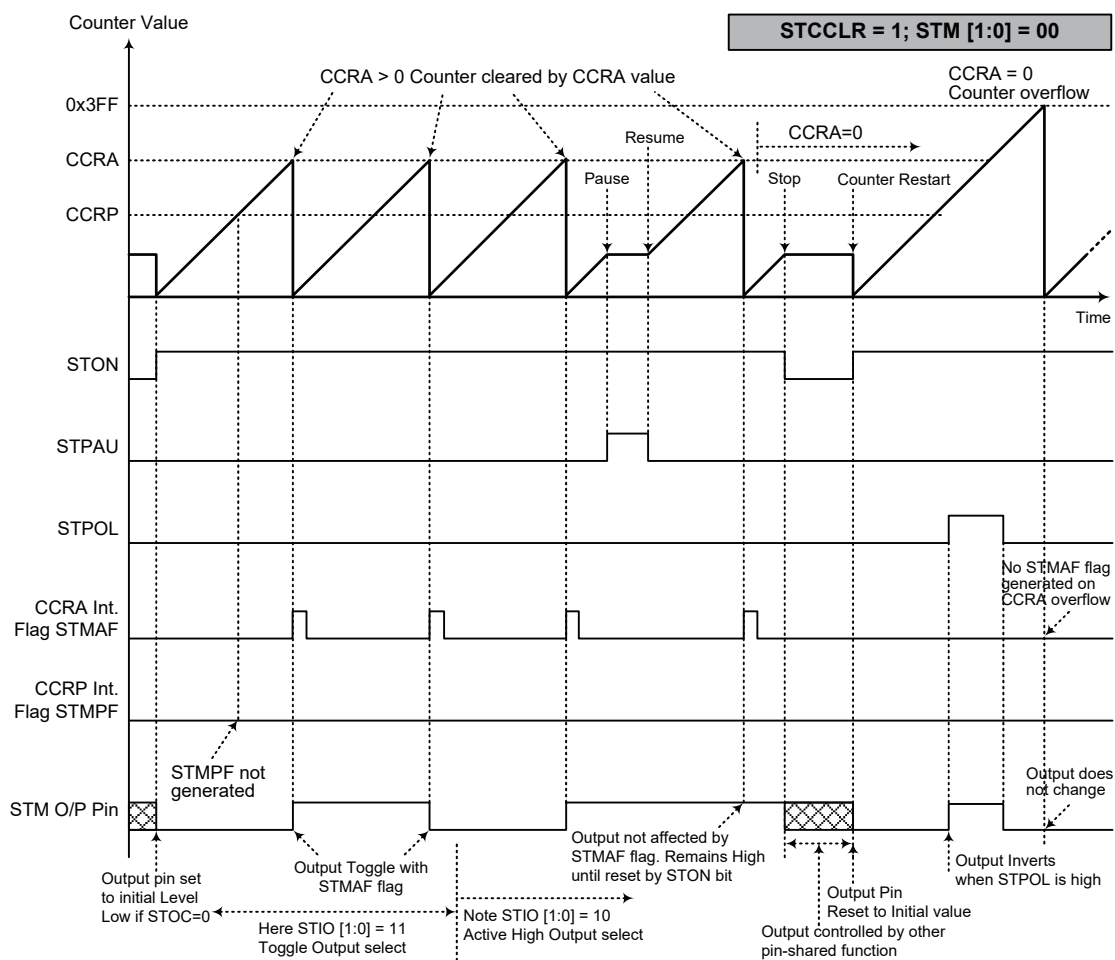 Counter Value
STCCLR = 1; STM [1:0] = 00
CCRA > 0 Counter cleared by CCRA value
CCRA = 0
Counter overflow
0x3FF
Resume
CCRA=0
CCRA
Pause
Stop
Counter Restart
CCRP
Time
STON
STPAU
STPOL
No STMAF flag
generated on
CCRA overflow
CCRA Int.
Flag STMAF
CCRP Int.
Flag STMPF
STMPF not
generated
Output does
not change
STM O/P Pin
Output not affected by
STMAF flag. Remains High
until reset by STON bit
Output Toggle with
STMAF flag
Output Inverts
when STPOL is high
Output pin set
to initial Level
Low if STOC=0
Output Pin
Reset to Initial value
Here STIO [1:0] = 11
Toggle Output select
Note STIO [1:0] = 10
Active High Output select
Output controlled by other
pin-shared function